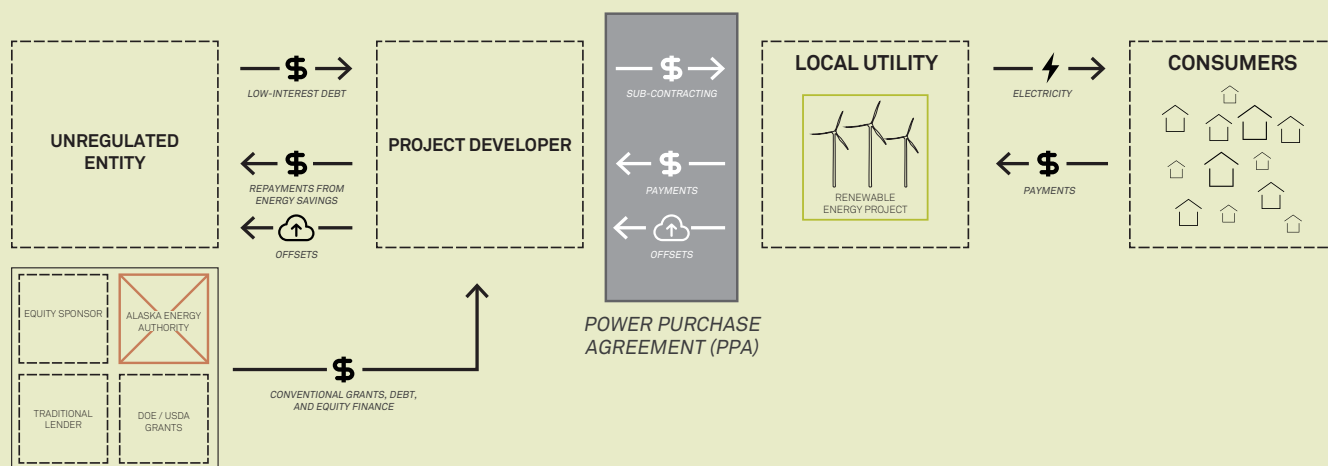 UNREGULATED
ENTITY
LOW-INTEREST DEBT
REPAYMENTS FROM
ENERGY SAVINGS
OFFSETS
PROJECT DEVELOPER
SUB-CONTRACTING
PAYMENTS
OFFSETS
POWER PURCHASE
AGREEMENT (PPA)
LOCAL UTILITY
RENEWABLE
ENERGY PROJECT
ELECTRICITY
PAYMENTS
CONSUMERS
EQUITY SPONSOR
ALASKA ENERGY
AUTHORITY
TRADITIONAL
LENDER
DOE / USDA
GRANTS
CONVENTIONAL GRANTS, DEBT,
AND EQUITY FINANCE